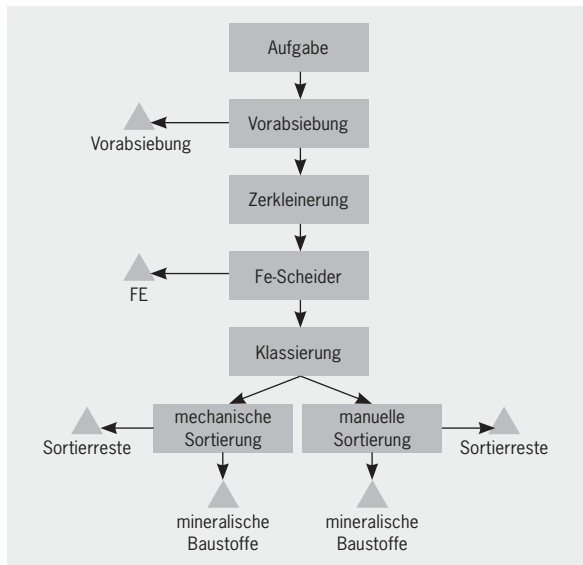 Aufgabe
Vorabsiebung
Vorabsiebung
Zerkleinerung
Fe-Scheider
FE
Klassierung
mechanische
Sortierung
manuelle
Sortierung
Sortierreste
Sortierreste
mineralische
Baustoffe
mineralische
Baustoffe